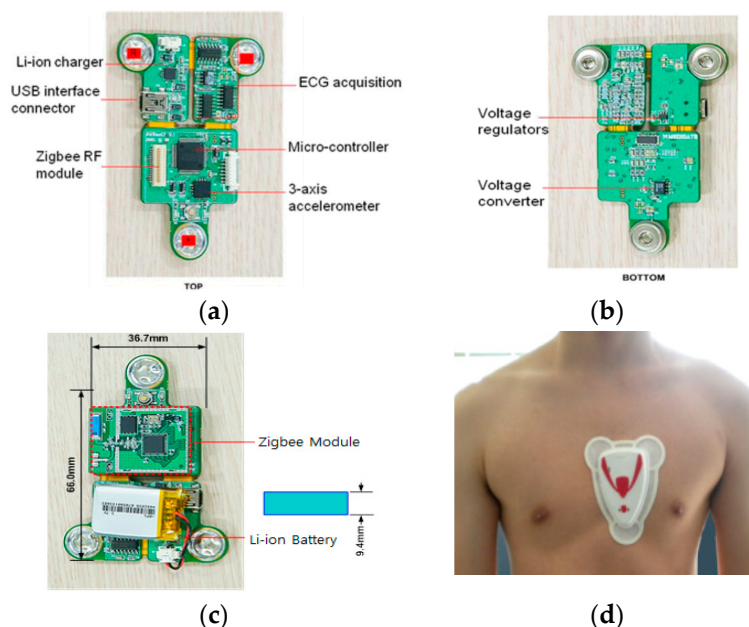 Li-ion charger
USB interface
connector
ECG acquisition
Zigbee RF
module
Micro-controller
3-axis
accelerometer
TOP
(a)
Voltage
regulators
Voltage
converter
BOTTOM
(b)
36.7mm
66.0mm
Zigbee Module
Li-ion Battery
9.4mm
(c)
(d)